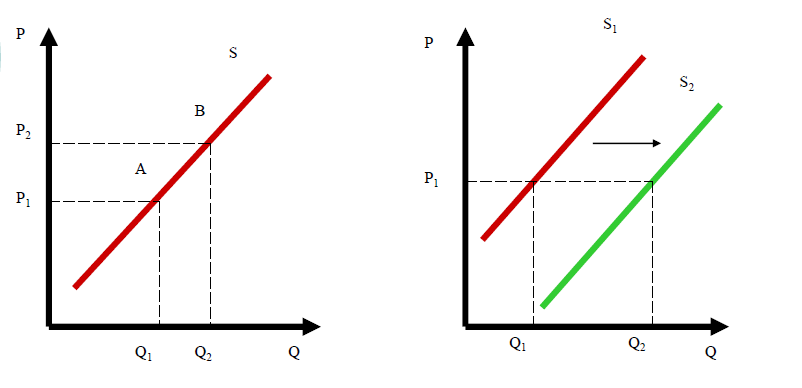 P
S
B
P₂
A
P₁
Q₁
Q₂
Q
P
S₁
S₂
P₁
Q₁
Q₂
Q